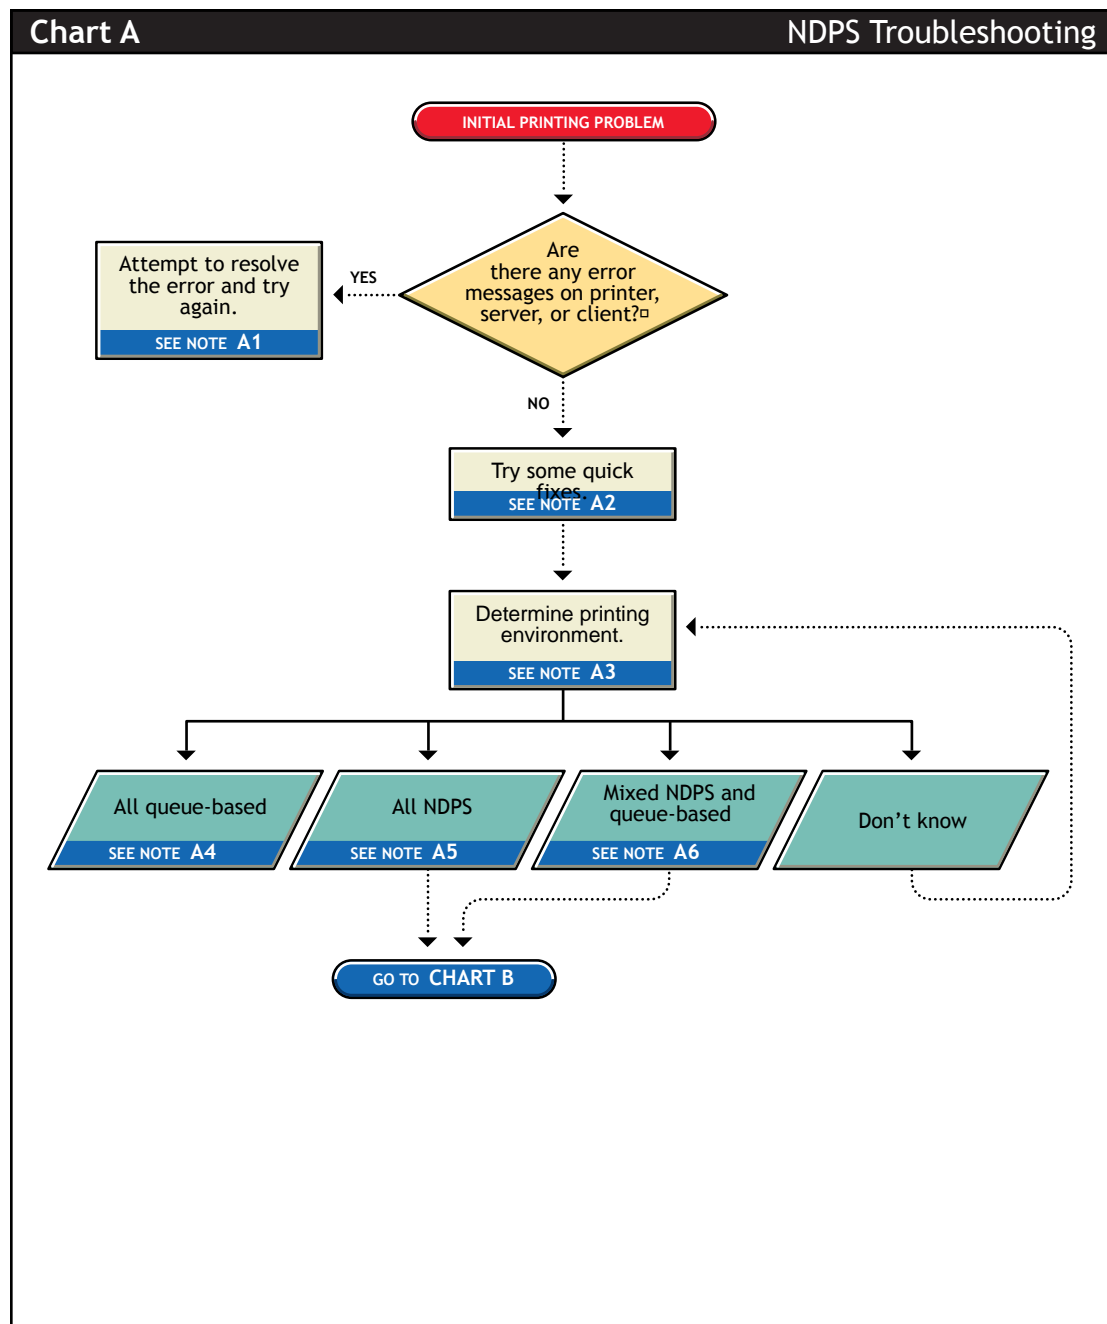 Chart A
NDPS Troubleshooting
INITIAL PRINTING PROBLEM
Are
there any error
messages on printer,
server, or client?
YES
Attempt to resolve
the error and try
again.
SEE NOTE A1
NO
Try some quick
fixes.
SEE NOTE A2
Determine printing
environment.
SEE NOTE A3
All queue-based
SEE NOTE A4
All NDPS
SEE NOTE A5
Mixed NDPS and
queue-based
SEE NOTE A6
Don’t know
GO TO CHART B